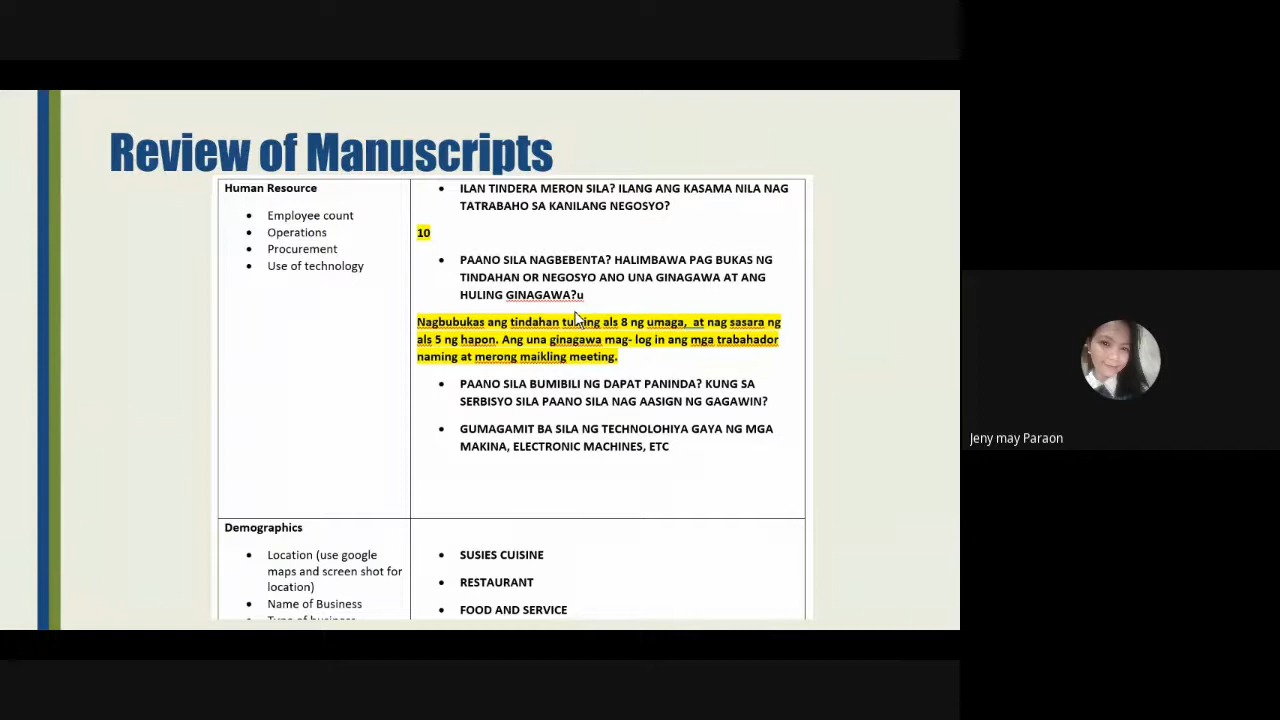 Review of Manuscripts
Human Resource
• Employee count
• Operations
• Procurement
• Use of technology
• ILAN TINDERA MERON SILA? ILANG ANG KASAMA NILA NAG
TATRABAHO SA KANILANG NEGOSYO?
10
• PAANO SILA NAGBEBENTA? HALIMBAWA PAG BUKAS NG
TINDAHAN OR NEGOSYO ANO UNA GINAGAWA AT ANG
HULING GINAGAWA?u
Nagbubukas ang tindahan ng als 8 ng umaga, at nag sasara ng
als 5 ng hapon. Ang una ginagawa mag- log in ang mga trabahador
naming at merong maikling meeting.
• PAANO SILA BUMIBILI NG DAPAT PANINDA? KUNG SA
SERBISYO SILA PAANO SILA NAG AASIGN NG GAGAWIN?
• GUMAGAMIT BA SILA NG TECHNOLOHIYA GAYA NG MGA
MAKINA, ELECTRONIC MACHINES, ETC
Demographics
• Location (use google
maps and screen shot for
location)
• Name of Business
• SUSIES CUISINE
• RESTAURANT
• FOOD AND SERVICE
Jeny may Paraon